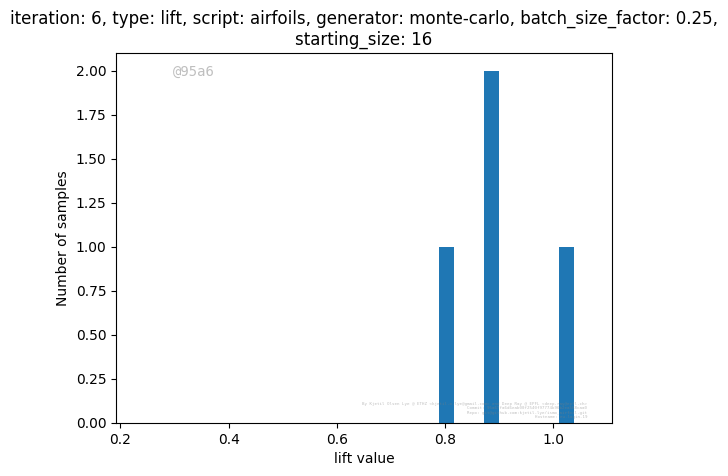 iteration: 6, type: lift, script: airfoils, generator: monte-carlo, batch_size_factor: 0.25,
starting_size: 16
@95a6
2.00
1.75
1.50
1.25
1.00
0.75
0.50
0.25
0.00
Number of samples
0.2
0.4
0.6
0.8
1.0
lift value